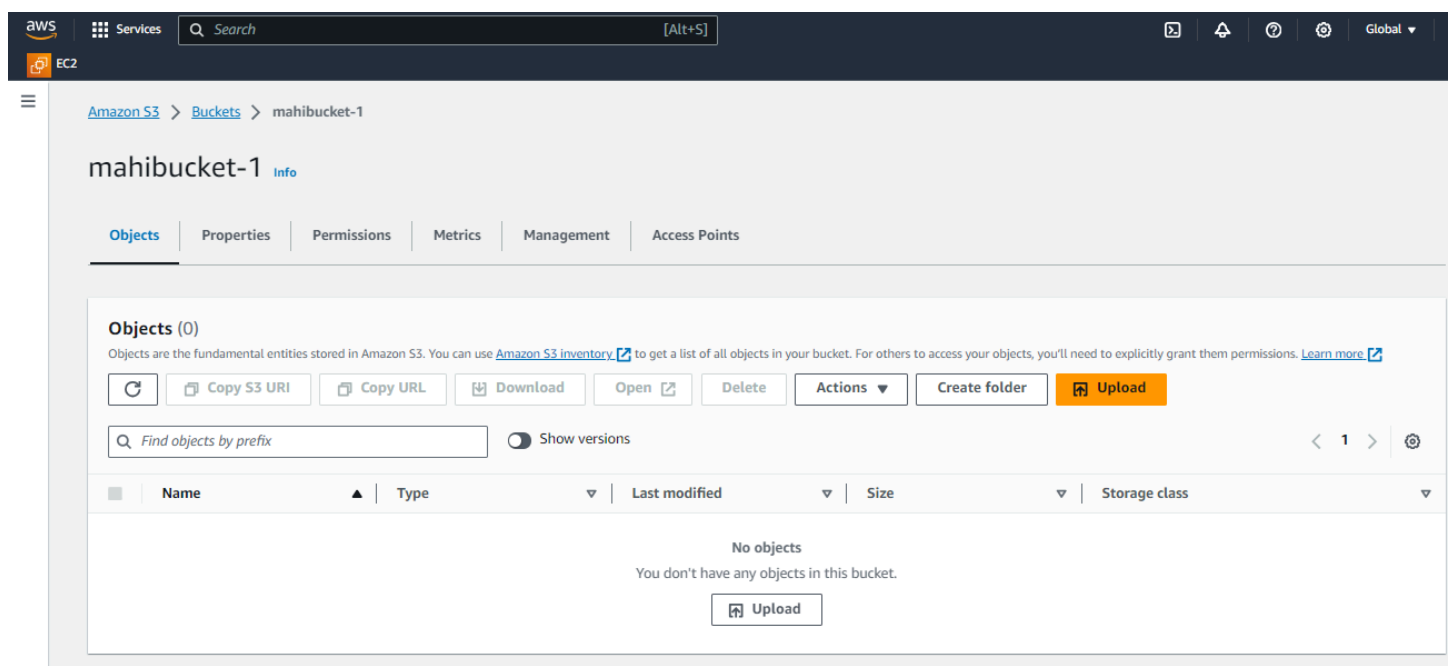 aws Services Search [Alt+S] Global
EC2
Amazon S3 > Buckets > mahibucket-1
mahibucket-1 Info
Objects Properties Permissions Metrics Management Access Points
Objects (0)
Objects are the fundamental entities stored in Amazon S3. You can use Amazon S3 inventory to get a list of all objects in your bucket. For others to access your objects, you'll need to explicitly grant them permissions. Learn more
Copy S3 URI Copy URL Download Open Delete Actions Create folder Upload
Find objects by prefix Show versions < 1 >
Name Type Last modified Size Storage class
No objects
You don't have any objects in this bucket.
Upload